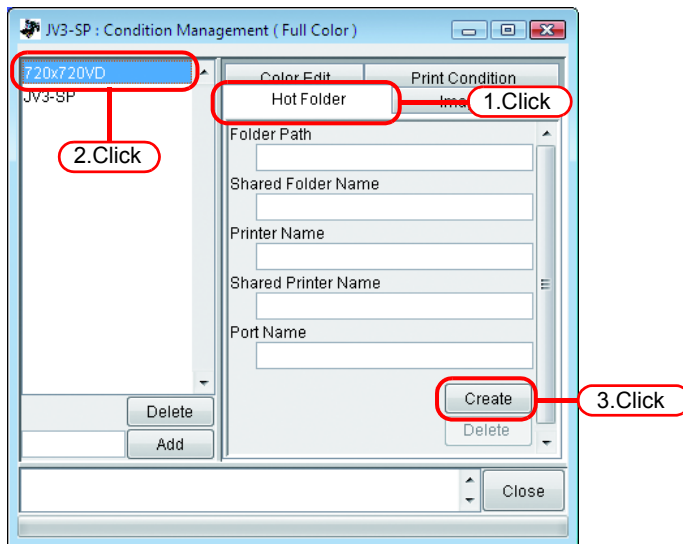 JV3-SP : Condition Management ( Full Color )
720x720VD
JV3-SP
2.Click
Color Edit
Print Condition
Hot Folder
1.Click
Folder Path
Shared Folder Name
Printer Name
Shared Printer Name
Port Name
Create
3.Click
Delete
Delete
Add
Close